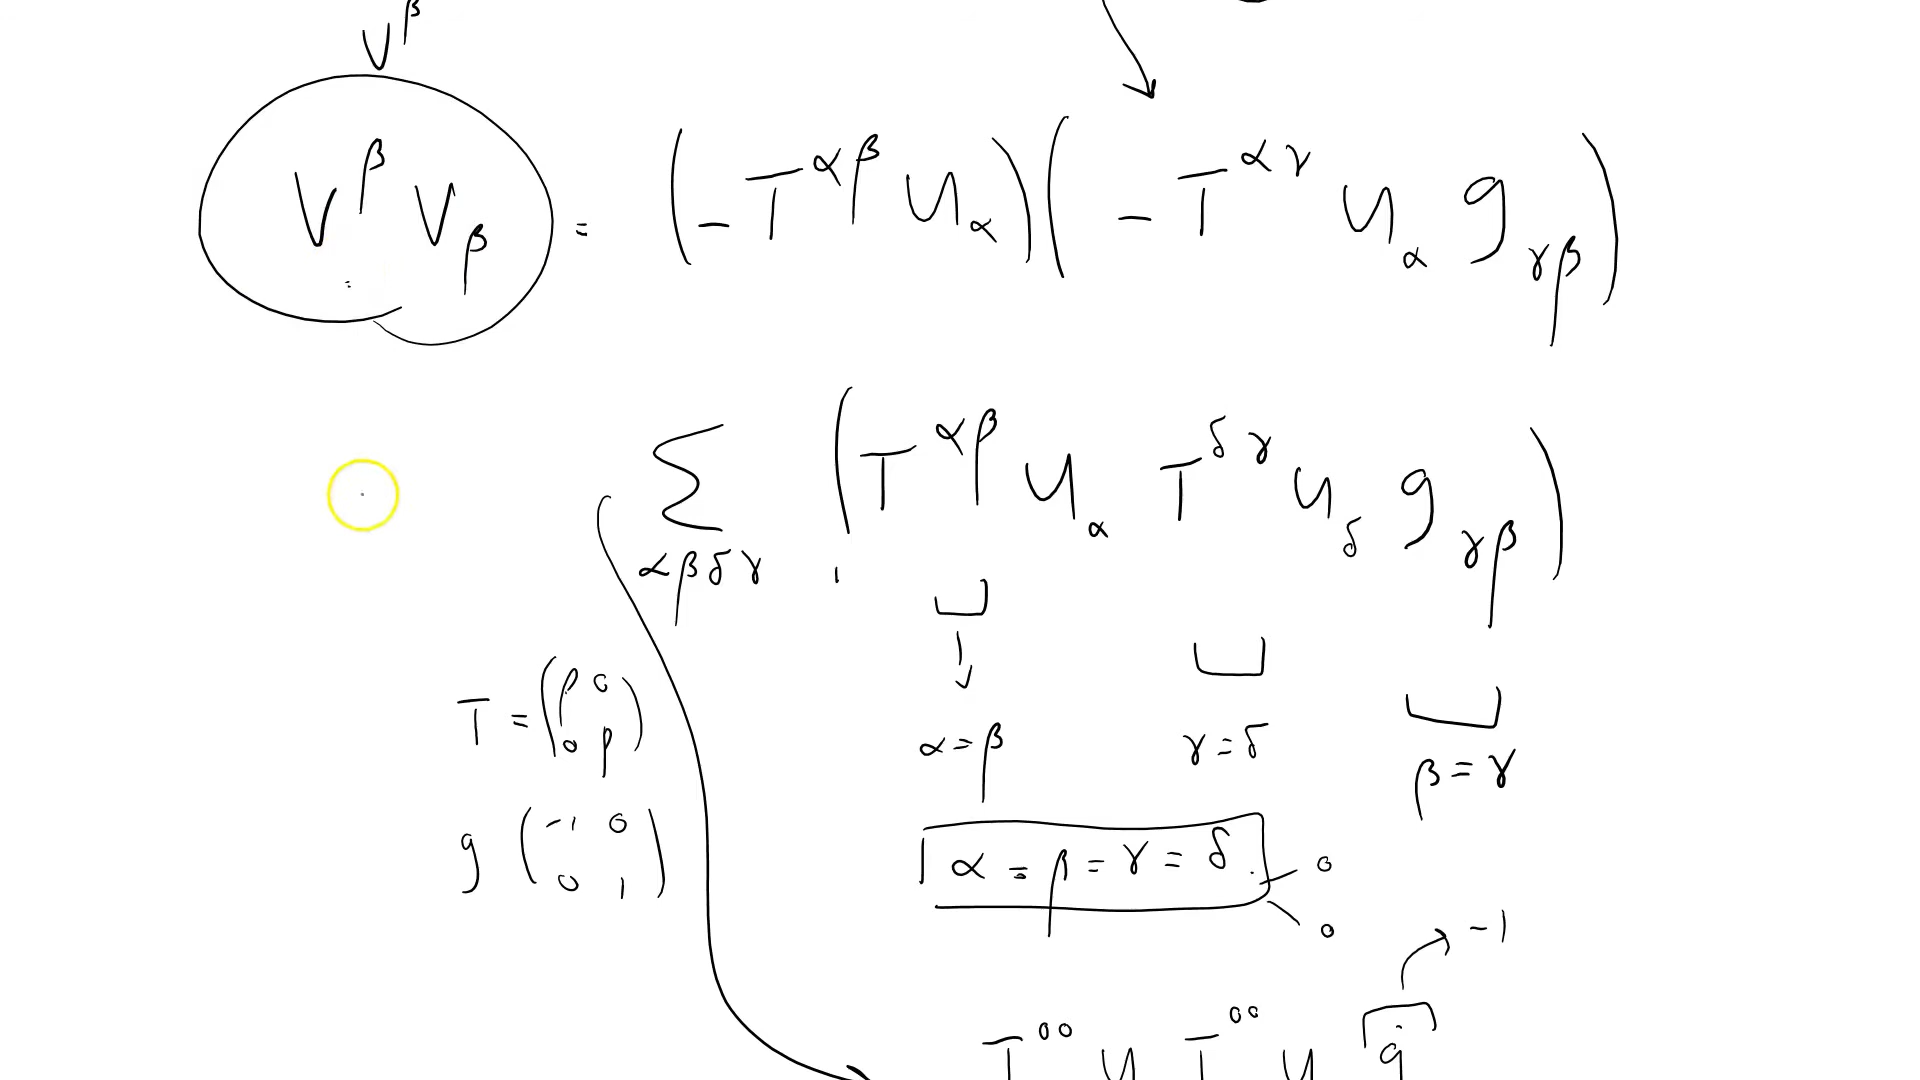 V^β
V^β V_β = (- T^{αβ} U_α)(- T^{αγ} U_α g_{γβ})
Σ_{αβδγ} (T^{αβ} U_α T^{δγ} U_δ g_{γβ})
T = (ρ 0
0 p)
α=β γ=δ β=γ
g (-1 0
0 1)
α = β = γ = δ 0
0
-1
T^{00} U T^{00} U g